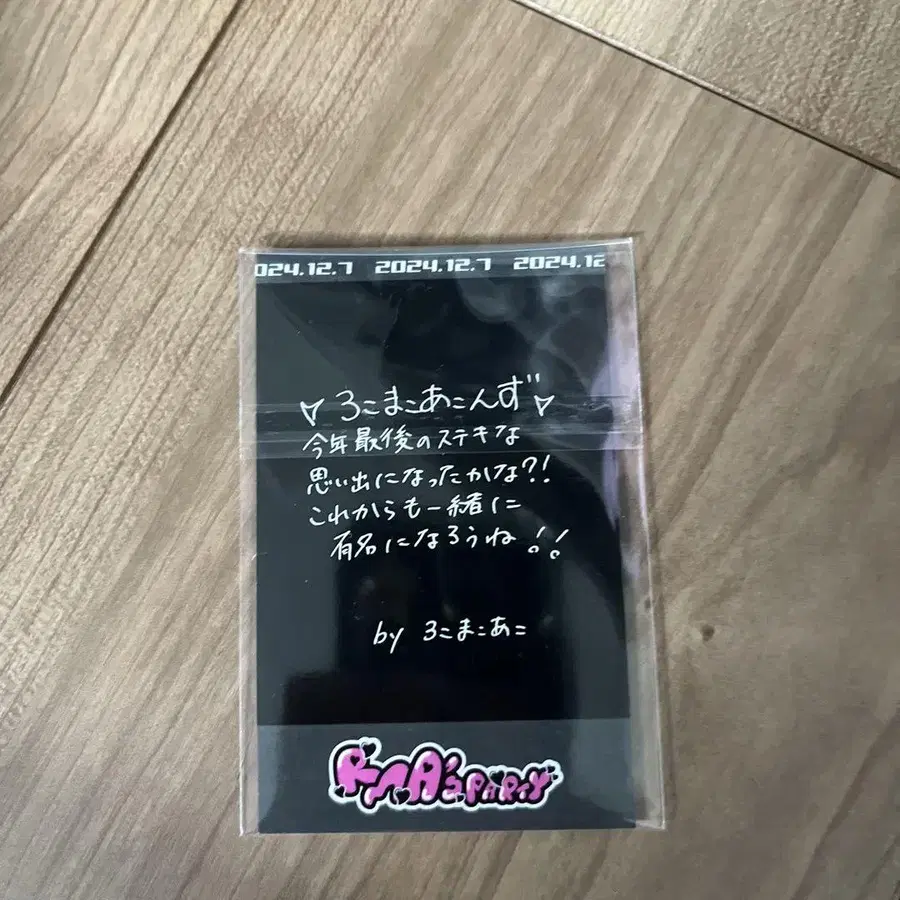 024.12.7 2024.12.7 2024.12
ろこまこあこんず
今年最後のステキな
思い出になったかな?!
これからも一緒に
有名になろうね!!
by ろこまこあこ
RMA's PARTY